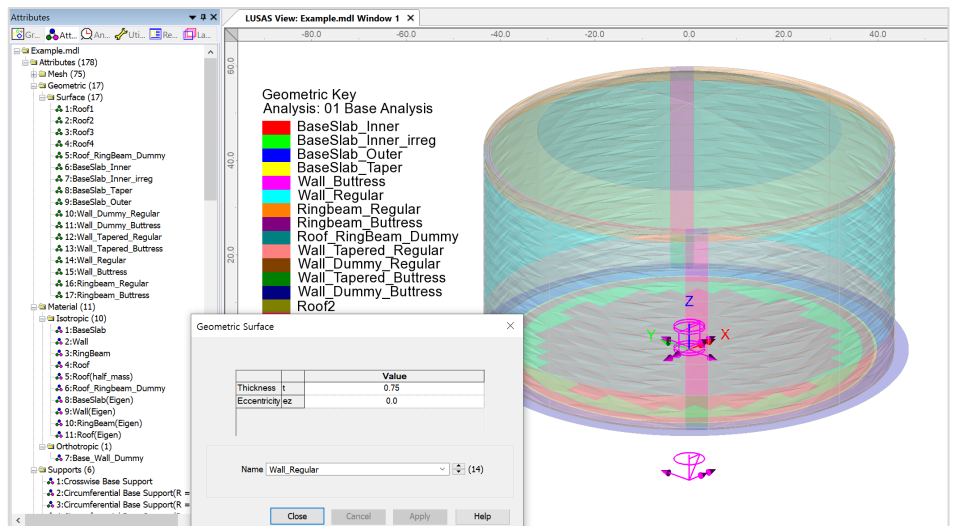 Attributes
Gr... Att... An... Uti... Re... La...
Example.mdl
Attributes (178)
Mesh (75)
Geometric (17)
Surface (17)
1:Roof1
2:Roof2
3:Roof3
4:Roof4
5:Roof_RingBeam_Dummy
6:BaseSlab_Inner
7:BaseSlab_Inner_irreg
8:BaseSlab_Taper
9:BaseSlab_Outer
10:Wall_Dummy_Regular
11:Wall_Dummy_Buttress
12:Wall_Tapered_Regular
13:Wall_Tapered_Buttress
14:Wall_Regular
15:Wall_Buttress
16:Ringbeam_Regular
17:Ringbeam_Buttress
Material (11)
Isotropic (10)
1:BaseSlab
2:Wall
3:RingBeam
4:Roof
5:Roof(half_mass)
6:Roof_RingBeam_Dummy
8:BaseSlab(Eigen)
9:Wall(Eigen)
10:RingBeam(Eigen)
11:Roof(Eigen)
Orthotropic (1)
7:Base_Wall_Dummy
Supports (6)
1:Crosswise Base Support
2:Circumferential Base Support(R =
3:Circumferential Base Support(R =
LUSAS View: Example.mdl Window 1
-80.0 -60.0 -40.0 -20.0 0.0 20.0 40.0
60.0
40.0
20.0
Geometric Key
Analysis: 01 Base Analysis
BaseSlab_Inner
BaseSlab_Inner_irreg
BaseSlab_Outer
BaseSlab_Taper
Wall_Buttress
Wall_Regular
Ringbeam_Regular
Ringbeam_Buttress
Roof_RingBeam_Dummy
Wall_Tapered_Regular
Wall_Dummy_Regular
Wall_Tapered_Buttress
Wall_Dummy_Buttress
Roof2
Z
Y X
Geometric Surface
Value
Thickness t 0.75
Eccentricity ez 0.0
Name Wall_Regular (14)
Close Cancel Apply Help